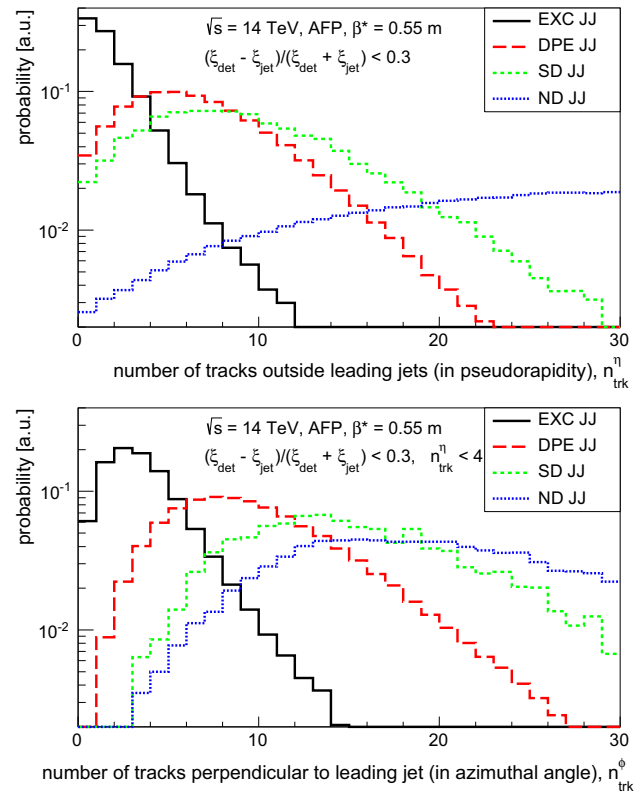 √s = 14 TeV, AFP, β* = 0.55 m
(ξdet - ξjet)/(ξdet + ξjet) < 0.3
EXC JJ
DPE JJ
SD JJ
ND JJ
probability [a.u.]
10⁻¹
10⁻²
0 10 20 30
number of tracks outside leading jets (in pseudorapidity), n^η_trk
√s = 14 TeV, AFP, β* = 0.55 m
(ξdet - ξjet)/(ξdet + ξjet) < 0.3, n^η_trk < 4
EXC JJ
DPE JJ
SD JJ
ND JJ
probability [a.u.]
10⁻¹
10⁻²
0 10 20 30
number of tracks perpendicular to leading jet (in azimuthal angle), n^ϕ_trk